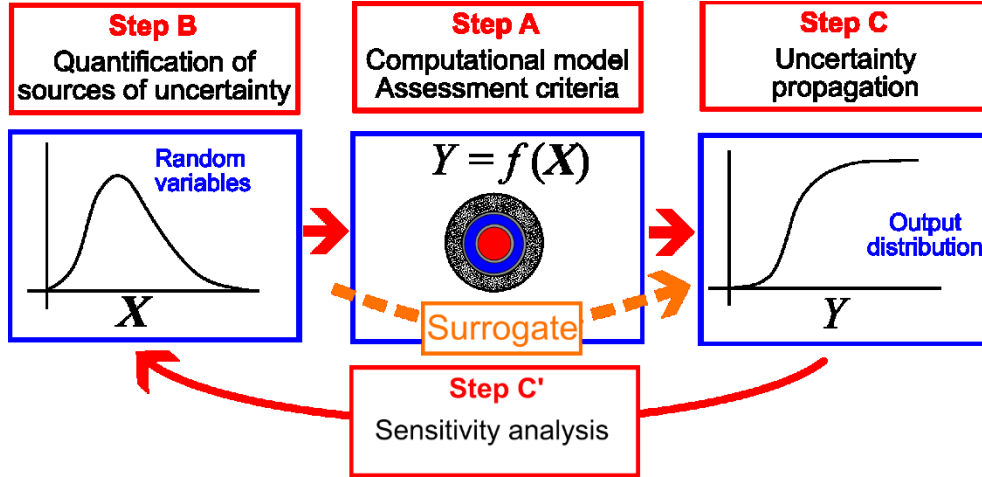 Step B
Quantification of
sources of uncertainty
Step A
Computational model
Assessment criteria
Step C
Uncertainty
propagation
Random
variables
X
Y = f(X)
Output
distribution
Y
Surrogate
Step C'
Sensitivity analysis